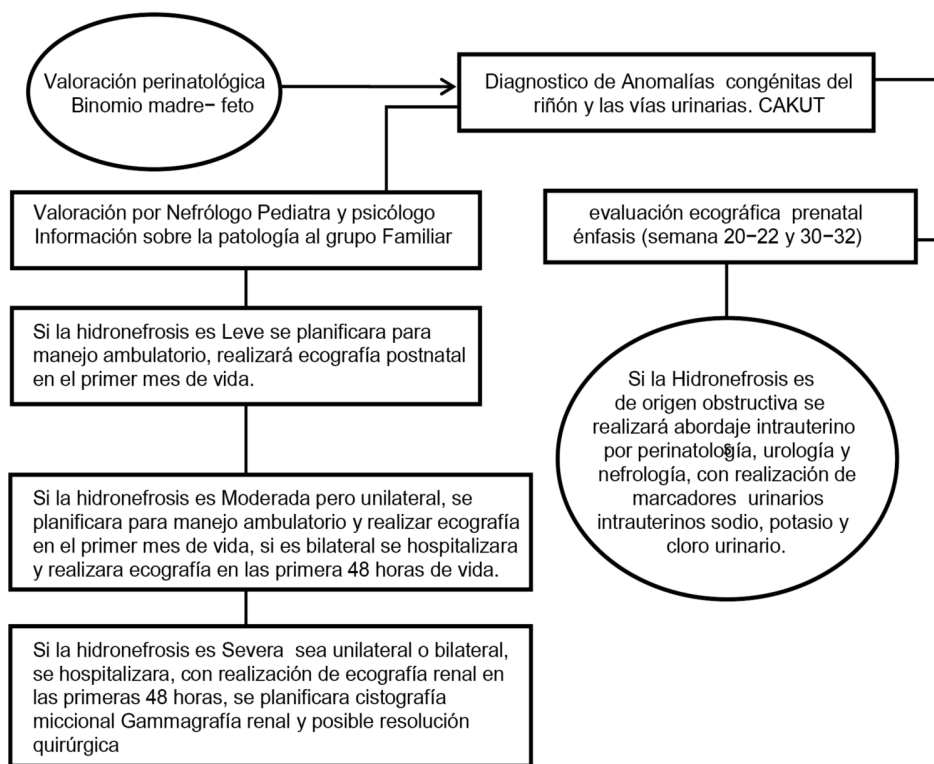 Valoración perinatológica
Binomio madre− feto
Diagnostico de Anomalías congénitas del
riñón y las vías urinarias. CAKUT
Valoración por Nefrólogo Pediatra y psicólogo
Información sobre la patología al grupo Familiar
evaluación ecográfica prenatal
énfasis (semana 20−22 y 30−32)
Si la hidronefrosis es Leve se planificara para
manejo ambulatorio, realizará ecografía postnatal
en el primer mes de vida.
Si la Hidronefrosis es
de origen obstructiva se
realizará abordaje intrauterino
por perinatología, urología y
nefrología, con realización de
marcadores urinarios
intrauterinos sodio, potasio y
cloro urinario.
Si la hidronefrosis es Moderada pero unilateral, se
planificara para manejo ambulatorio y realizar ecografía
en el primer mes de vida, si es bilateral se hospitalizara
y realizara ecografía en las primera 48 horas de vida.
Si la hidronefrosis es Severa sea unilateral o bilateral,
se hospitalizara, con realización de ecografía renal en
las primeras 48 horas, se planificara cistografía
miccional Gammagrafía renal y posible resolución
quirúrgica